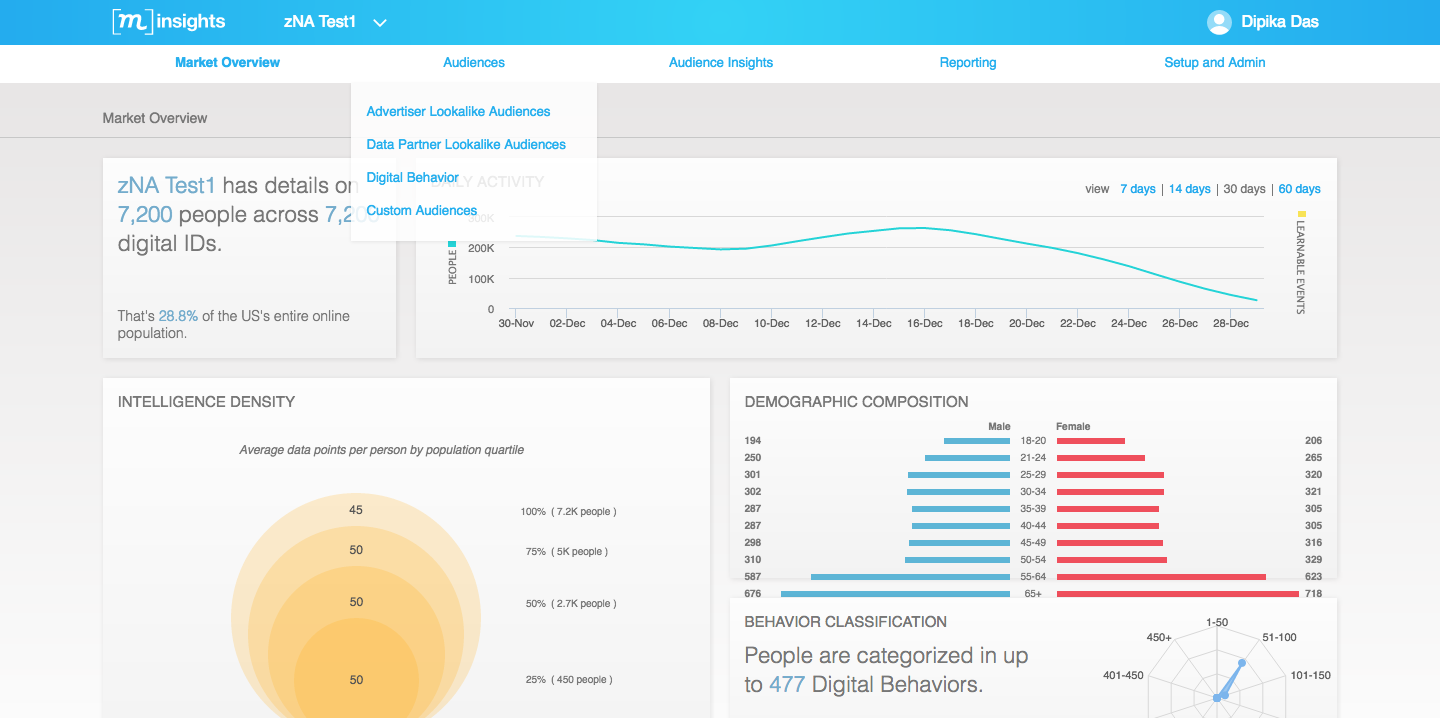 [m] insights
zNA Test1
Dipika Das
Market Overview
Audiences
Audience Insights
Reporting
Setup and Admin
Advertiser Lookalike Audiences
Data Partner Lookalike Audiences
Digital Behavior
Custom Audiences
Market Overview
zNA Test1 has details on
7,200 people across 7,200
digital IDs.
That's 28.8% of the US's entire online
population.
DAILY ACTIVITY
view 7 days | 14 days | 30 days | 60 days
PEOPLE
300K
200K
100K
0
30-Nov 02-Dec 04-Dec 06-Dec 08-Dec 10-Dec 12-Dec 14-Dec 16-Dec 18-Dec 20-Dec 22-Dec 24-Dec 26-Dec 28-Dec
LEARNABLE EVENTS
INTELLIGENCE DENSITY
Average data points per person by population quartile
45 100% ( 7.2K people )
50 75% ( 5K people )
50 50% ( 2.7K people )
50 25% ( 450 people )
DEMOGRAPHIC COMPOSITION
Male Female
194 18-20 206
250 21-24 265
301 25-29 320
302 30-34 321
287 35-39 305
287 40-44 305
298 45-49 316
310 50-54 329
587 55-64 623
676 65+ 718
BEHAVIOR CLASSIFICATION
People are categorized in up
to 477 Digital Behaviors.
1-50
450+ 51-100
401-450 101-150